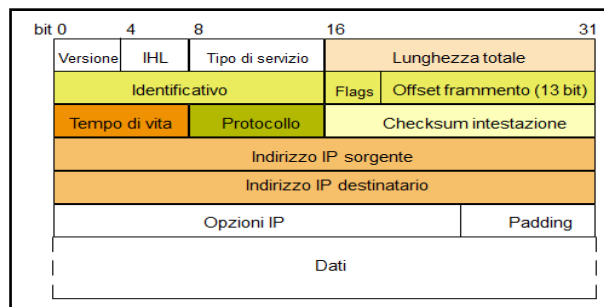 bit 0 4 8 16 31
Versione IHL Tipo di servizio Lunghezza totale
Identificativo Flags Offset frammento (13 bit)
Tempo di vita Protocollo Checksum intestazione
Indirizzo IP sorgente
Indirizzo IP destinatario
Opzioni IP Padding
Dati